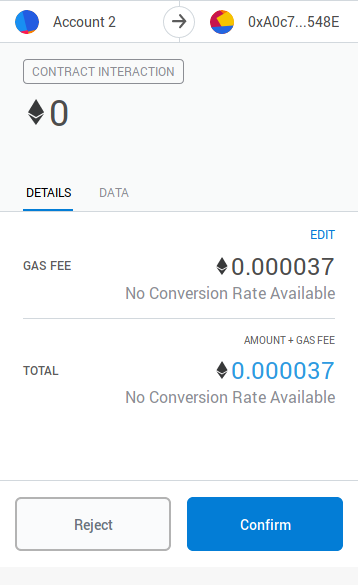 Account 2
0xA0c7...548E
CONTRACT INTERACTION
0
DETAILS DATA
EDIT
GAS FEE 0.000037
No Conversion Rate Available
AMOUNT + GAS FEE
TOTAL 0.000037
No Conversion Rate Available
Reject Confirm